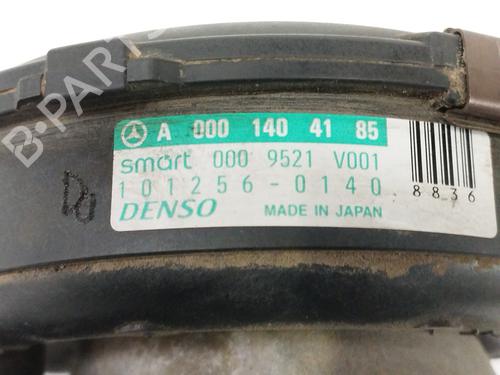 B-PARTS
A 000 140 41 85
smart 000 9521 V001
101256-0140
DENSO MADE IN JAPAN
8836